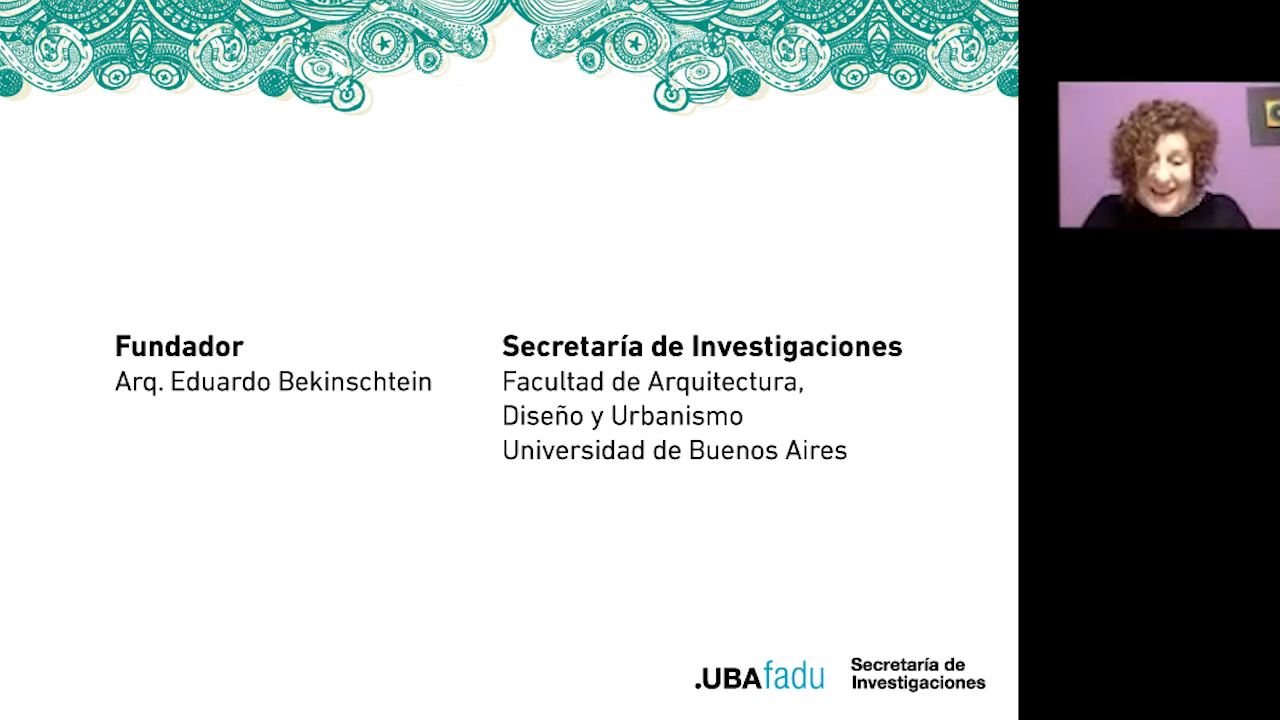 Fundador
Arq. Eduardo Bekinschtein
Secretaría de Investigaciones
Facultad de Arquitectura,
Diseño y Urbanismo
Universidad de Buenos Aires
.UBAfadu
Secretaría de
Investigaciones